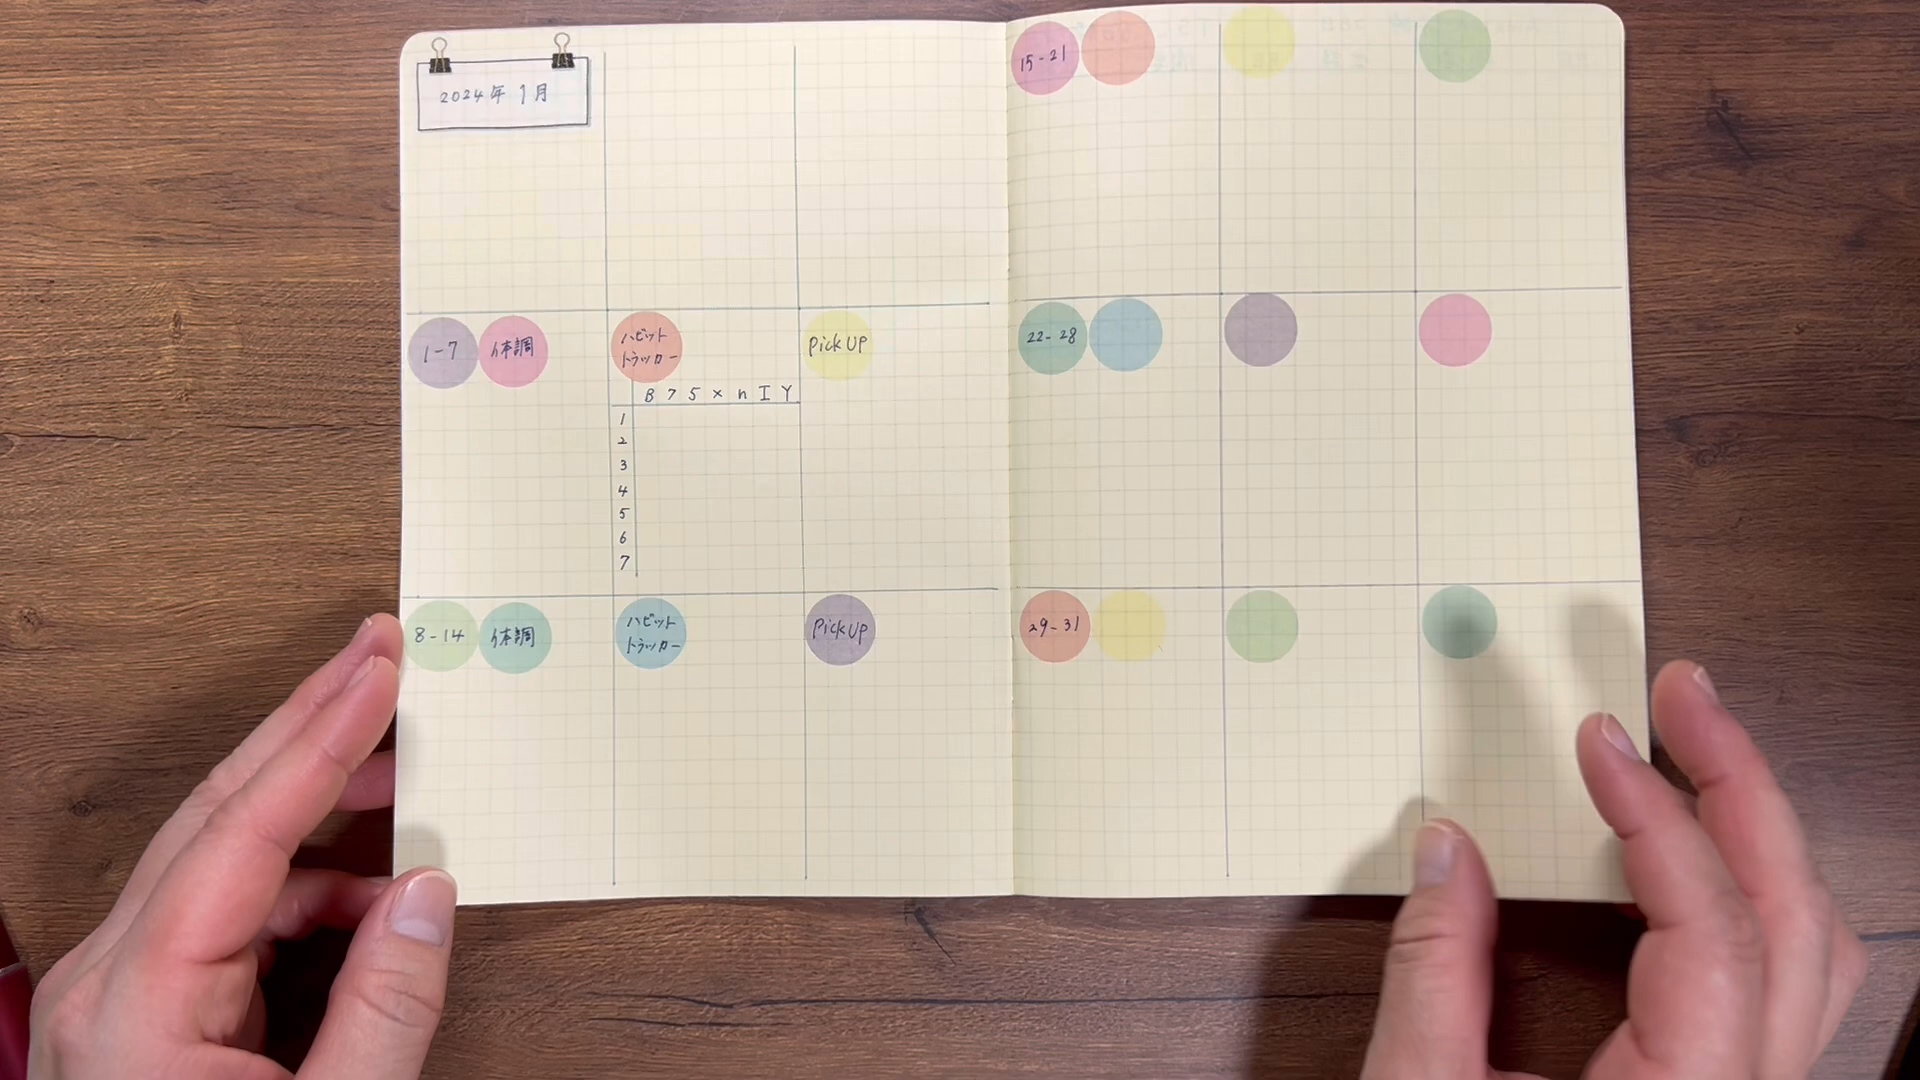 2024年 1月
1-7 体調
ハビット
トラッカー
Pick UP
B 7 5 × n I Y
1
2
3
4
5
6
7
8-14 体調
ハビット
トラッカー
Pick UP
15-21
22-28
29-31